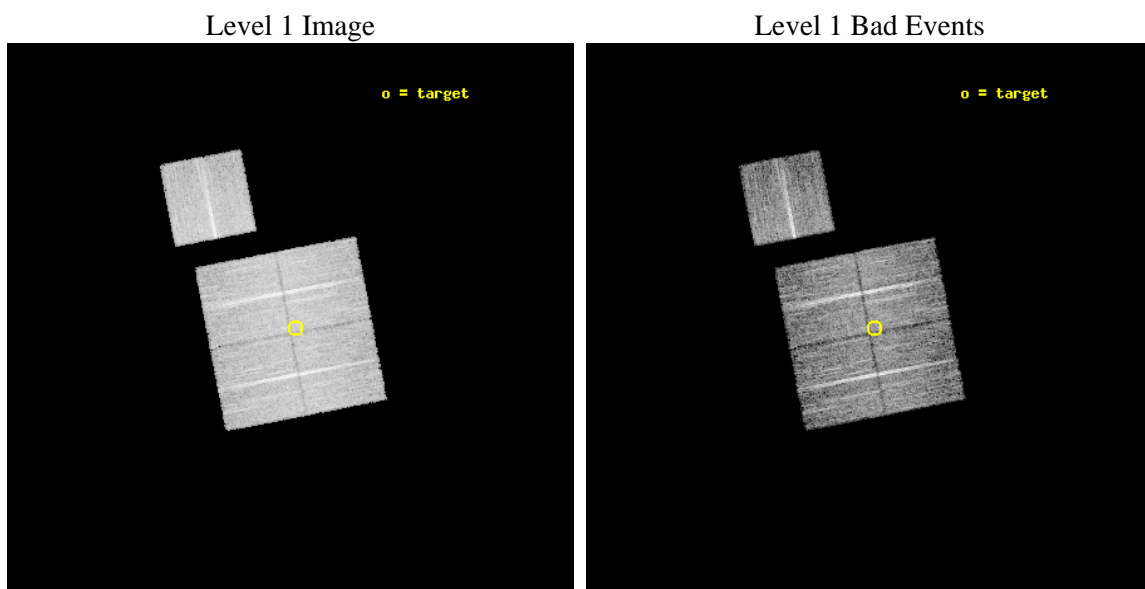 Level 1 Image
Level 1 Bad Events
o = target
o = target